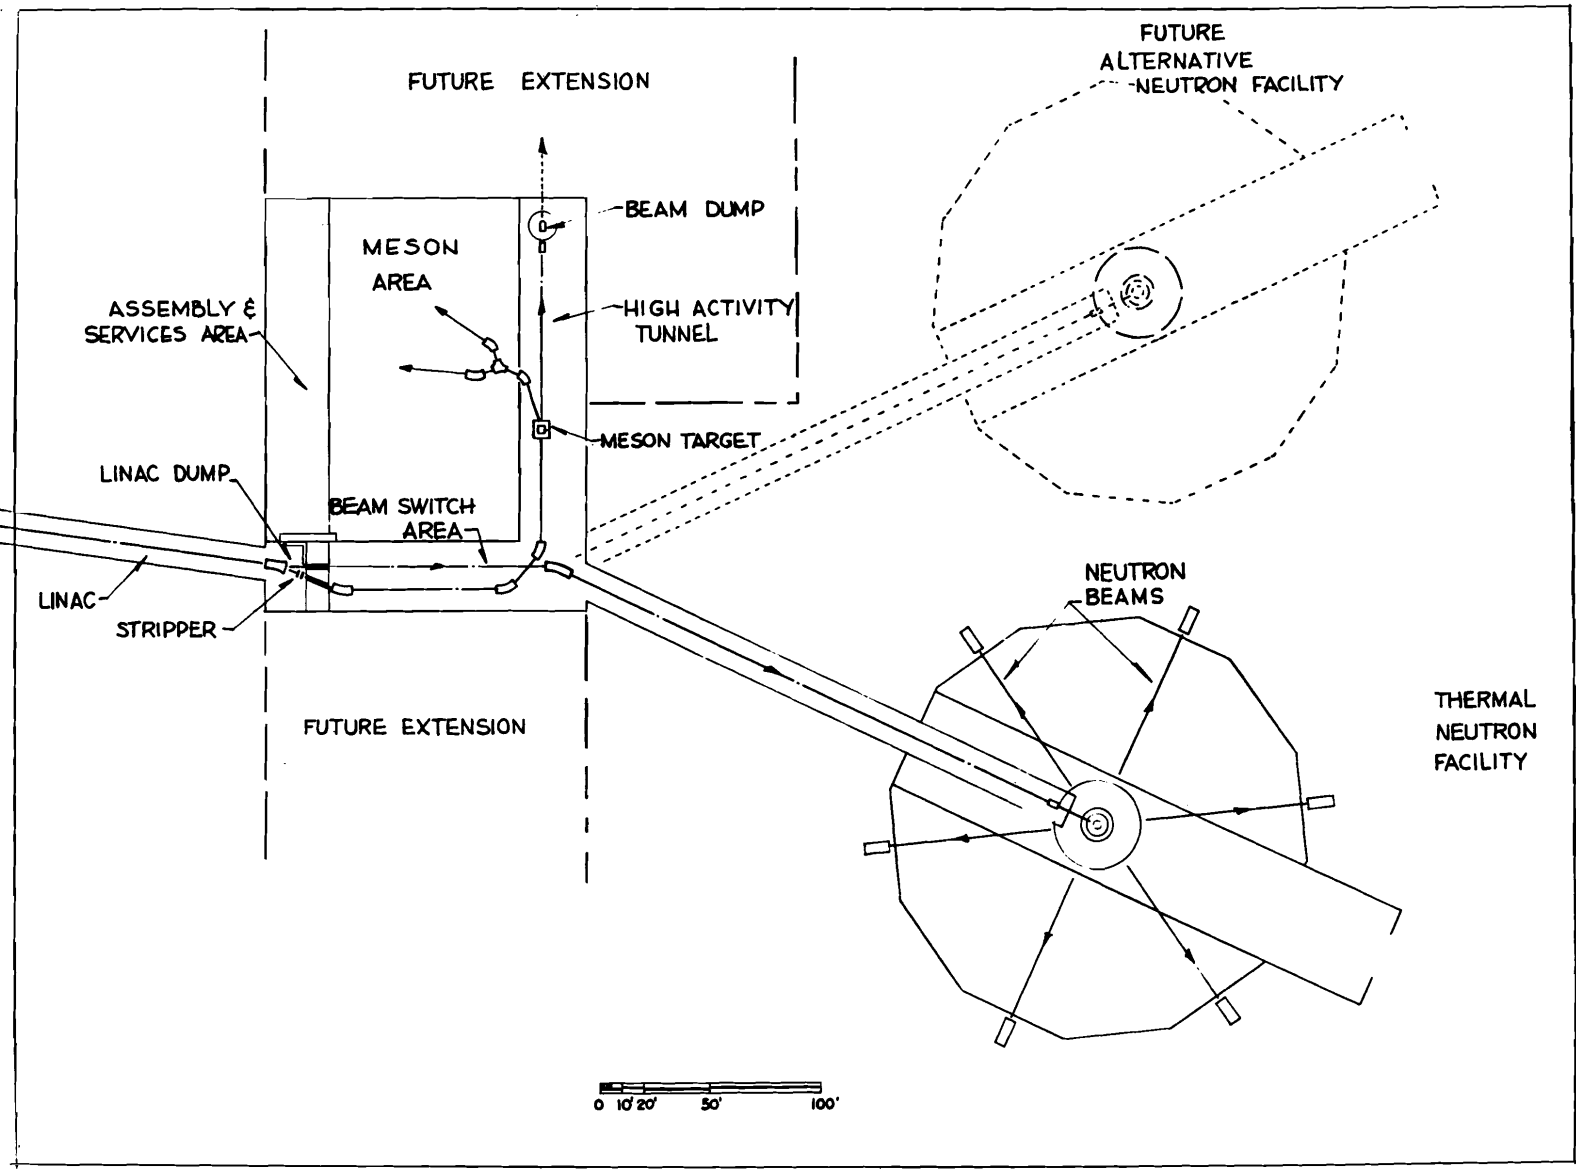 FUTURE
ALTERNATIVE
NEUTRON FACILITY
FUTURE EXTENSION
BEAM DUMP
MESON
AREA
ASSEMBLY &
SERVICES AREA
HIGH ACTIVITY
TUNNEL
MESON TARGET
LINAC DUMP
BEAM SWITCH
AREA
LINAC
STRIPPER
NEUTRON
BEAMS
FUTURE EXTENSION
THERMAL
NEUTRON
FACILITY
0 10' 20' 50' 100'